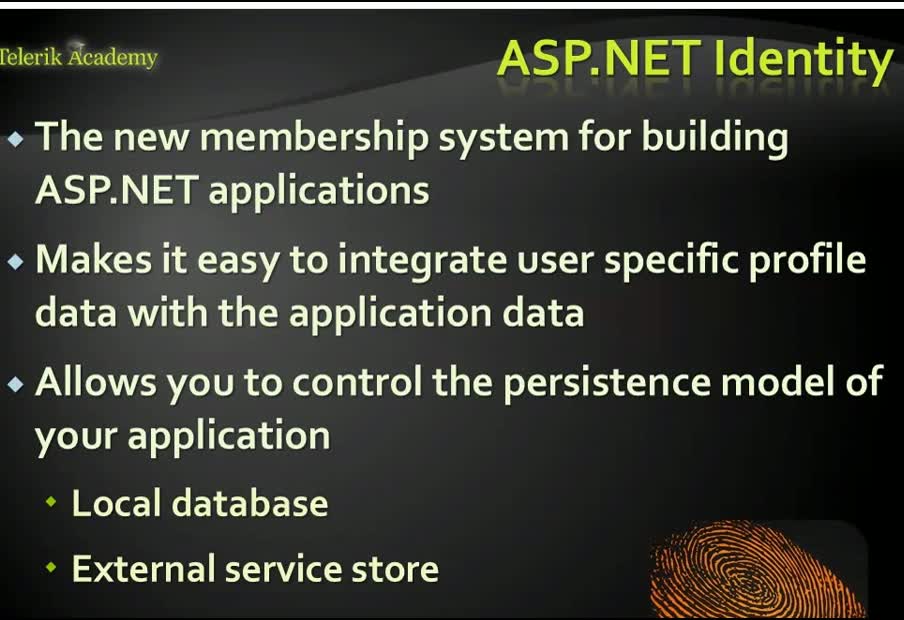 Telerik Academy
ASP.NET Identity
The new membership system for building
ASP.NET applications
Makes it easy to integrate user specific profile
data with the application data
Allows you to control the persistence model of
your application
Local database
External service store